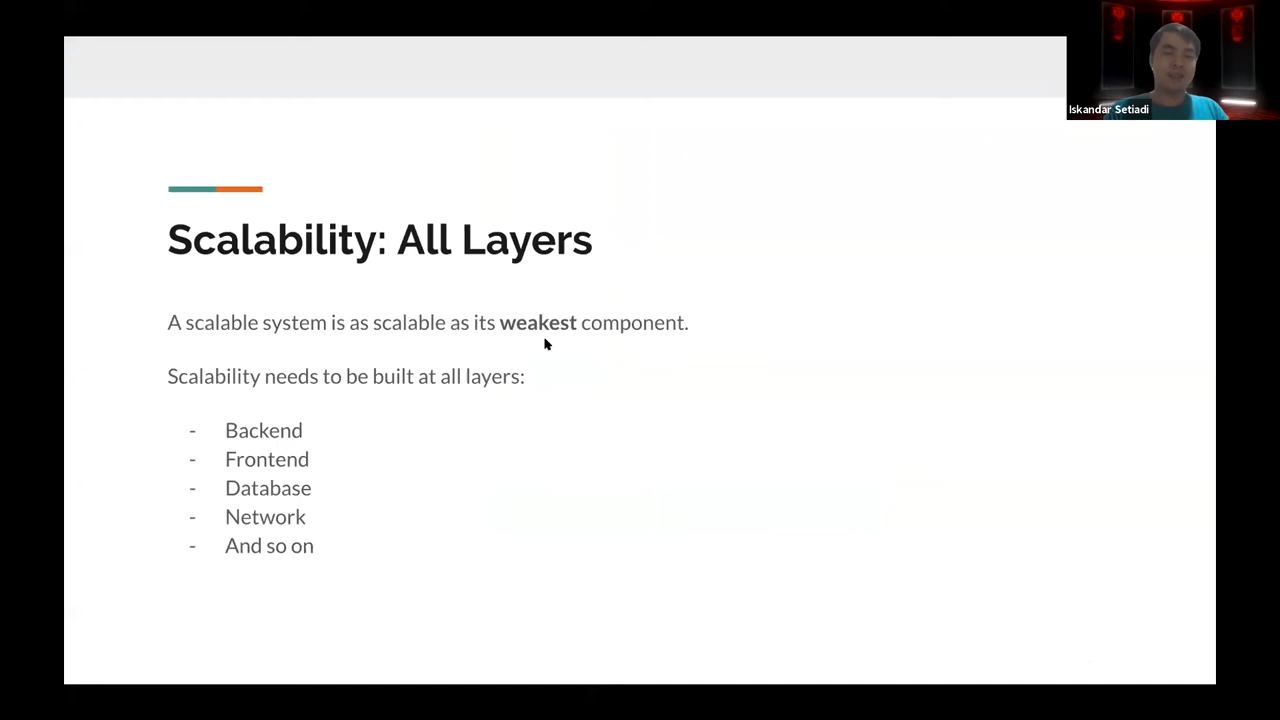 Iskandar Setiadi
Scalability: All Layers
A scalable system is as scalable as its weakest component.
Scalability needs to be built at all layers:
- Backend
- Frontend
- Database
- Network
- And so on